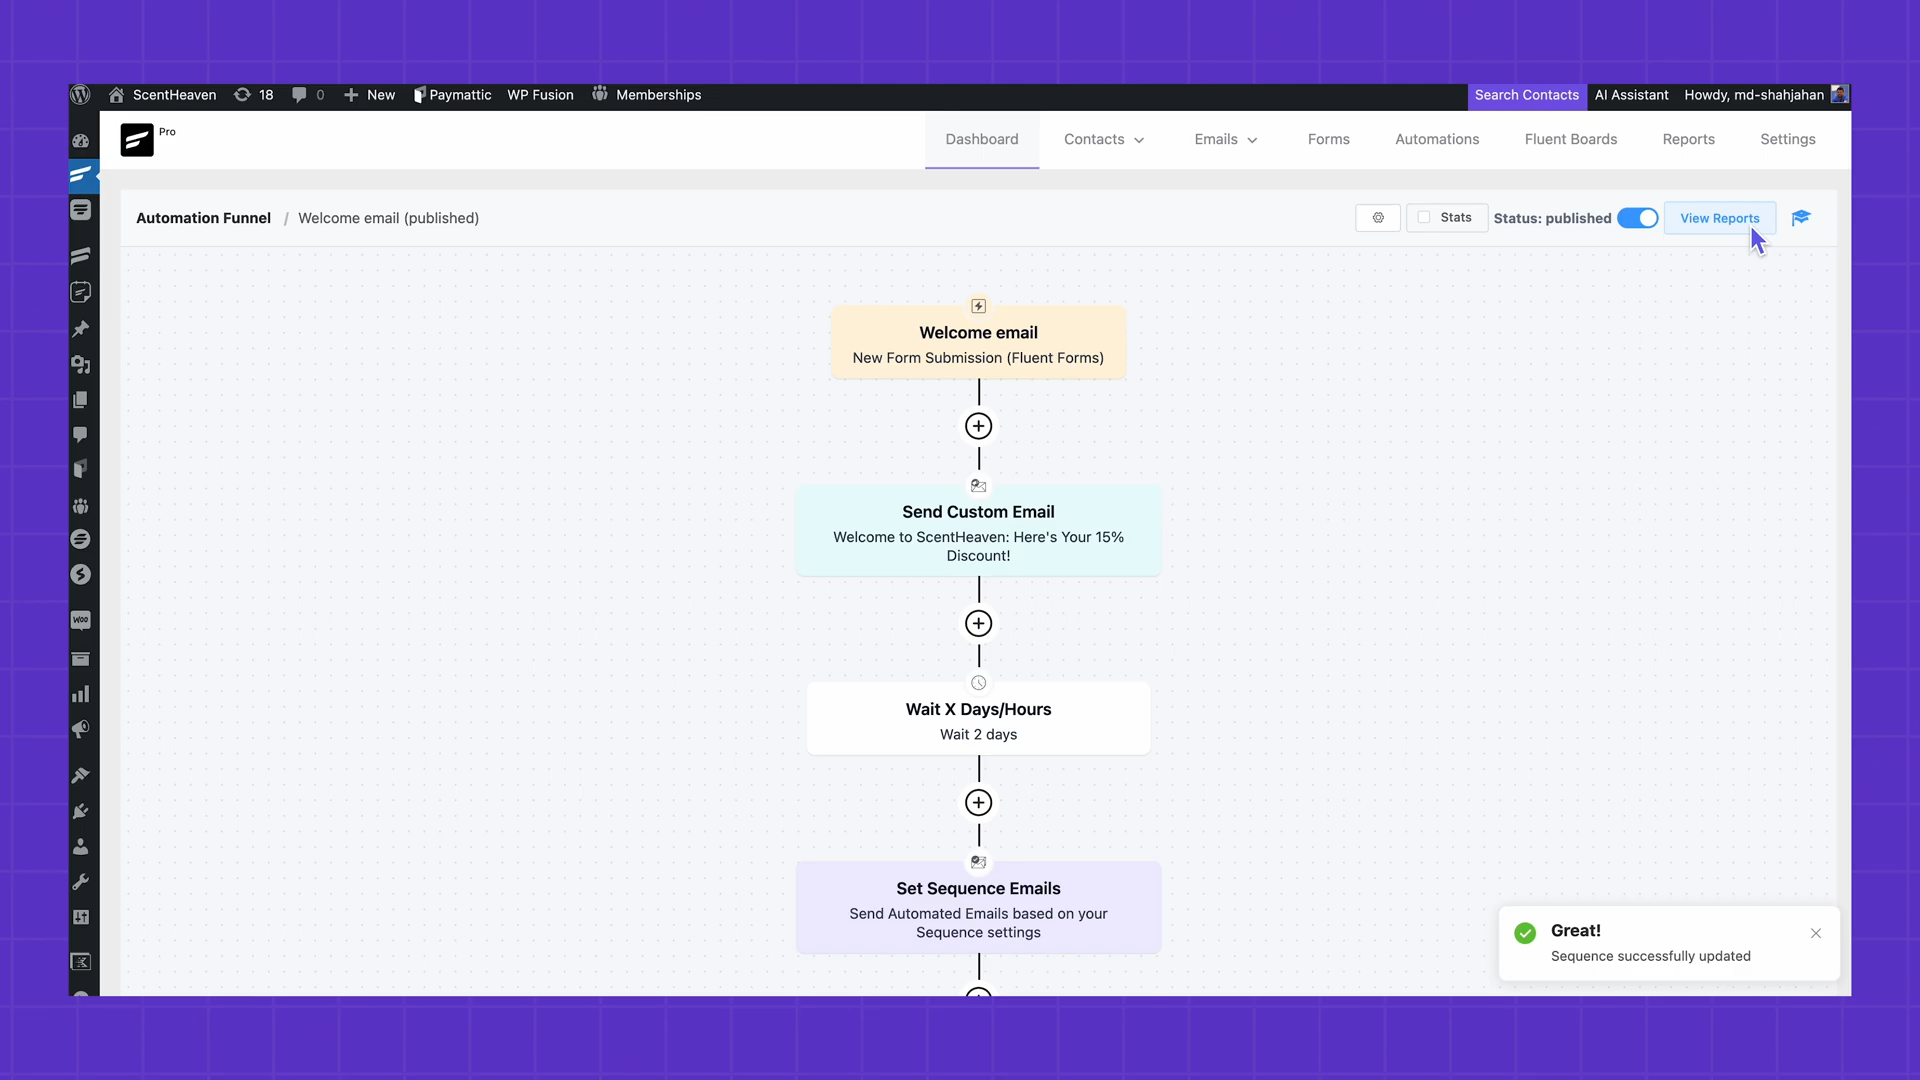 ScentHeaven 18 0 New Paymattic WP Fusion Memberships Search Contacts AI Assistant Howdy, md-shahjahan
Pro
Dashboard Contacts Emails Forms Automations Fluent Boards Reports Settings
Automation Funnel / Welcome email (published) Stats Status: published View Reports
Welcome email
New Form Submission (Fluent Forms)
Send Custom Email
Welcome to ScentHeaven: Here's Your 15%
Discount!
Woo
Wait X Days/Hours
Wait 2 days
Set Sequence Emails
Send Automated Emails based on your
Sequence settings
Great!
Sequence successfully updated